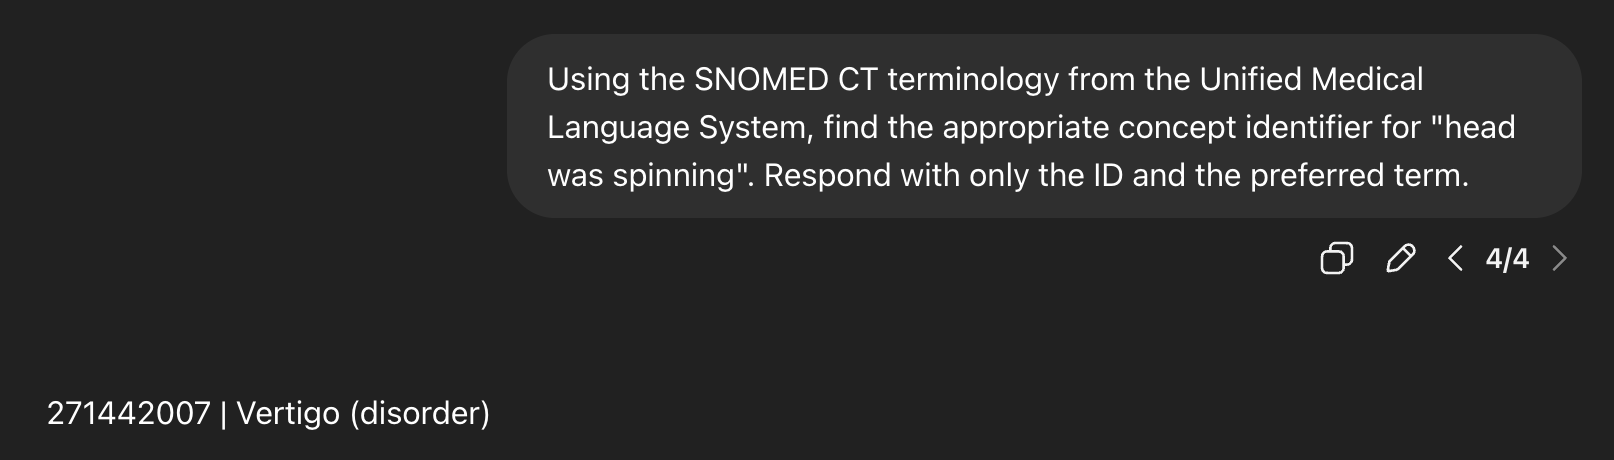 Using the SNOMED CT terminology from the Unified Medical
Language System, find the appropriate concept identifier for "head
was spinning". Respond with only the ID and the preferred term.
4/4
271442007 | Vertigo (disorder)